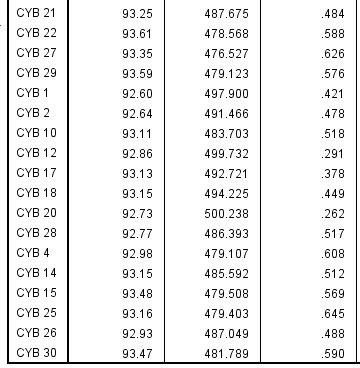 CYB 21 93.25 487.675 .484
CYB 22 93.61 478.568 .588
CYB 27 93.35 476.527 .626
CYB 29 93.59 479.123 .576
CYB 1 92.60 497.900 .421
CYB 2 92.64 491.466 .478
CYB 10 93.11 483.703 .518
CYB 12 92.86 499.732 .291
CYB 17 93.13 492.721 .378
CYB 18 93.15 494.225 .449
CYB 20 92.73 500.238 .262
CYB 28 92.77 486.393 .517
CYB 4 92.98 479.107 .608
CYB 14 93.15 485.592 .512
CYB 15 93.48 479.508 .569
CYB 25 93.16 479.403 .645
CYB 26 92.93 487.049 .488
CYB 30 93.47 481.789 .590